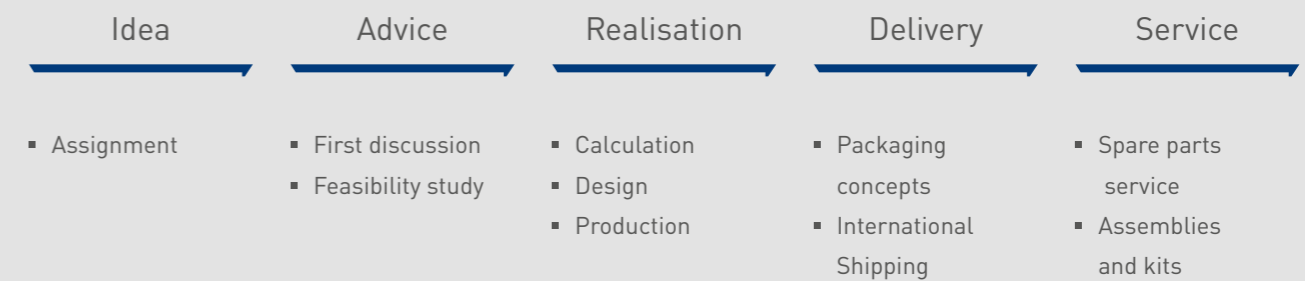 Idea
Advice
Realisation
Delivery
Service
▪ Assignment
▪ First discussion
▪ Feasibility study
▪ Calculation
▪ Design
▪ Production
▪ Packaging
concepts
▪ International
Shipping
▪ Spare parts
service
▪ Assemblies
and kits